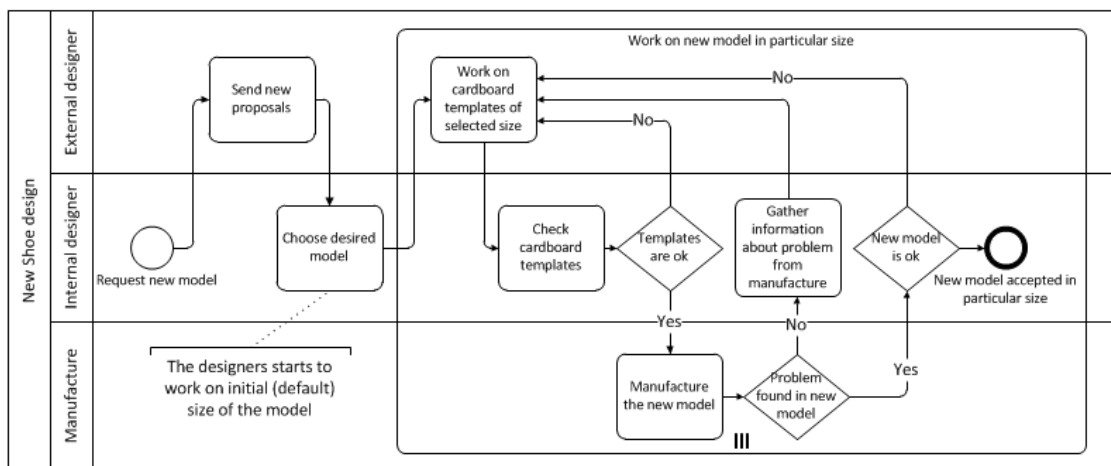 New Shoe design
External designer
Internal designer
Manufacture
Work on new model in particular size
Send new
proposals
Work on
cardboard
templates of
selected size
No
No
Request new model
Choose desired
model
Check
cardboard
templates
Templates
are ok
Gather
information
about problem
from
manufacture
New model
is ok
New model accepted in
particular size
Yes
No
Yes
The designers starts to
work on initial (default)
size of the model
Manufacture
the new model
Problem
found in new
model